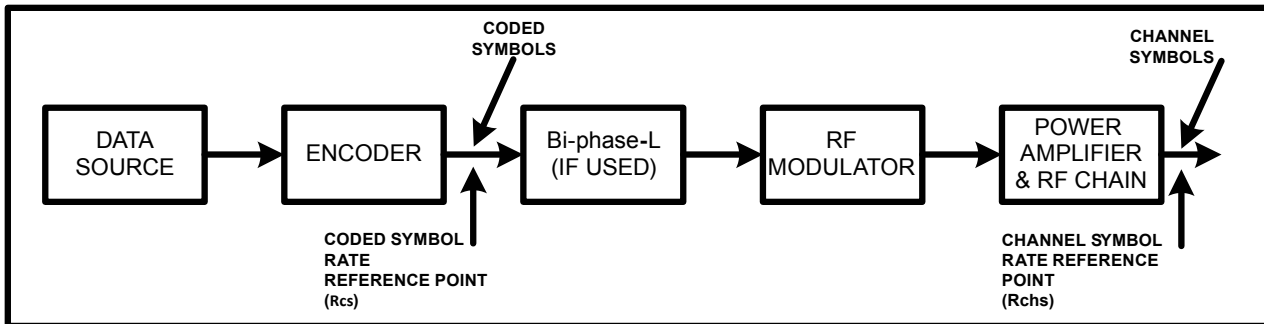 CODED
SYMBOLS
CHANNEL
SYMBOLS
DATA
SOURCE
ENCODER
Bi-phase-L
(IF USED)
RF
MODULATOR
POWER
AMPLIFIER
& RF CHAIN
CODED SYMBOL
RATE
REFERENCE POINT
(Rcs)
CHANNEL SYMBOL
RATE REFERENCE
POINT
(Rchs)